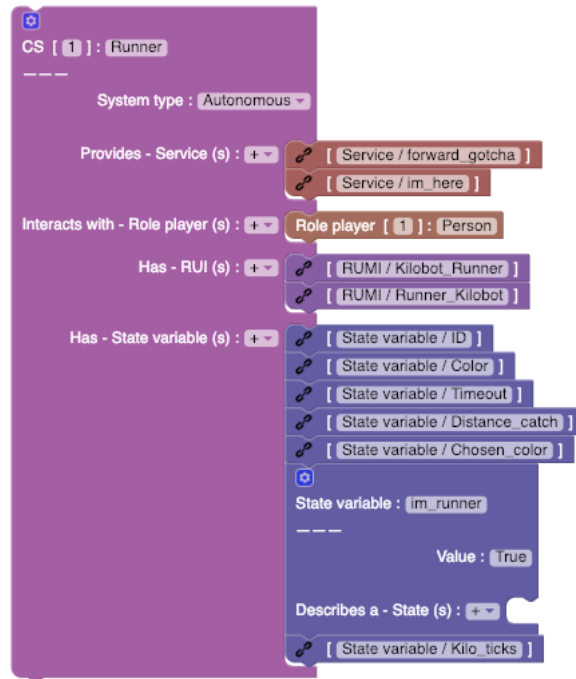 CS [ 1 ] : Runner
———
System type : Autonomous
Provides - Service (s) : + [ Service / forward_gotcha ]
[ Service / im_here ]
Interacts with - Role player (s) : + Role player [ 1 ] : Person
Has - RUI (s) : + [ RUMI / Kilobot_Runner ]
[ RUMI / Runner_Kilobot ]
Has - State variable (s) : + [ State variable / ID ]
[ State variable / Color ]
[ State variable / Timeout ]
[ State variable / Distance_catch ]
[ State variable / Chosen_color ]
State variable : im_runner
———
Value : True
Describes a - State (s) : +
[ State variable / Kilo_ticks ]